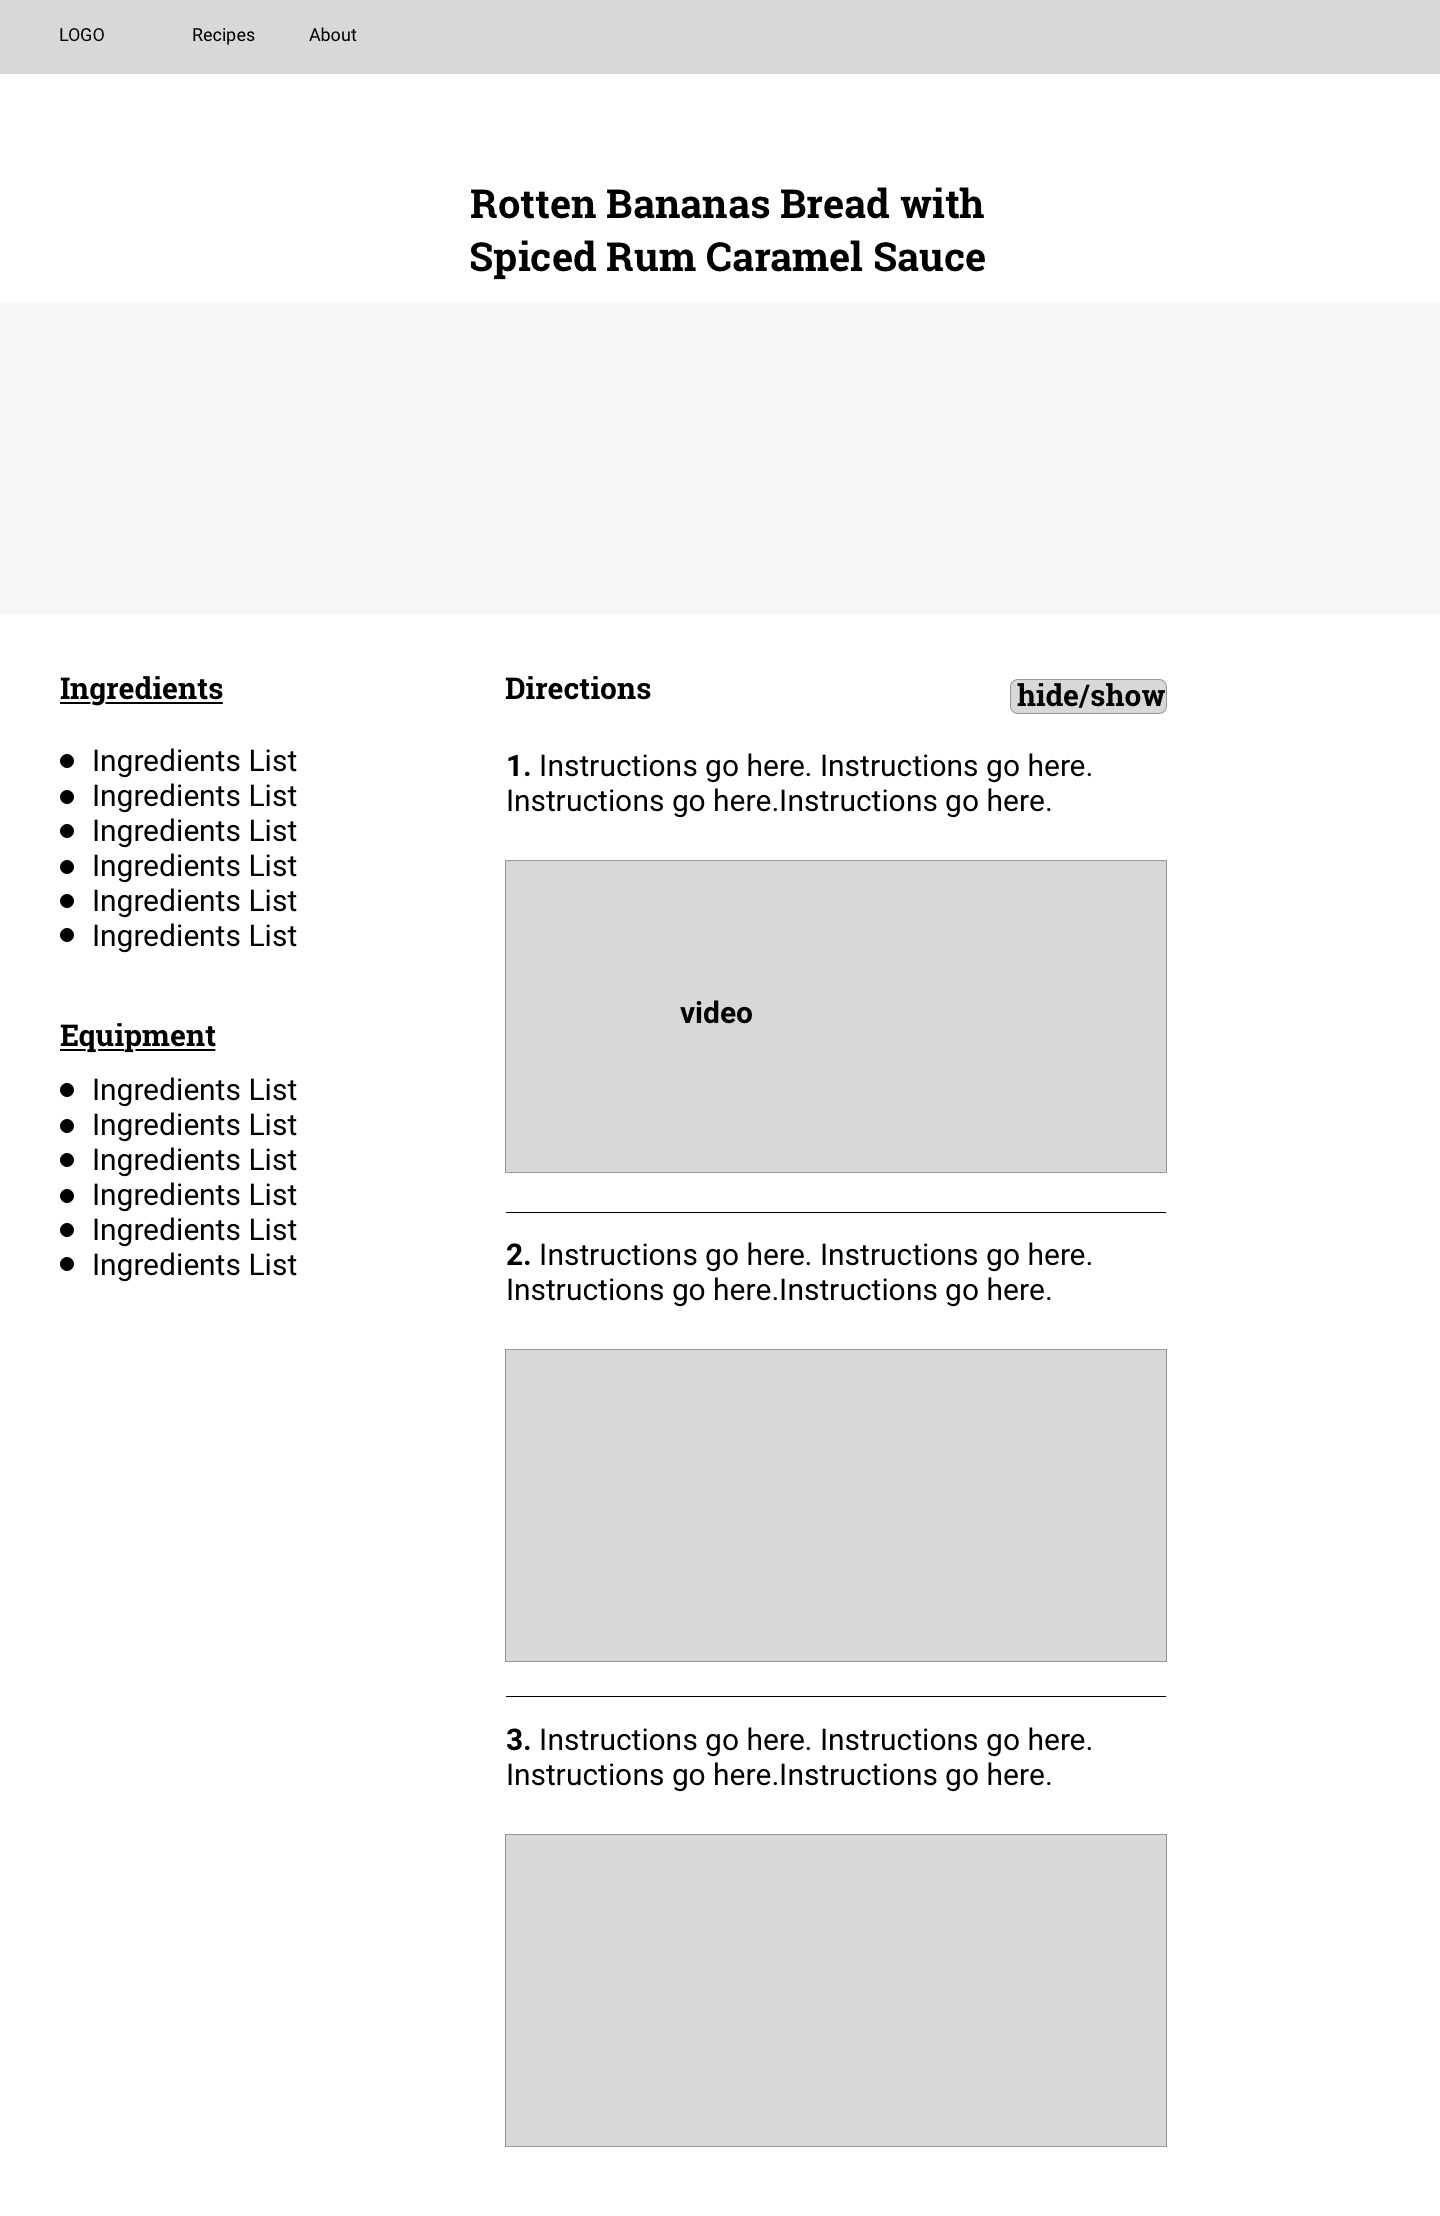 LOGO Recipes About
Rotten Bananas Bread with
Spiced Rum Caramel Sauce
Ingredients
Ingredients List
Ingredients List
Ingredients List
Ingredients List
Ingredients List
Ingredients List
Equipment
Ingredients List
Ingredients List
Ingredients List
Ingredients List
Ingredients List
Ingredients List
Directions
hide/show
1. Instructions go here. Instructions go here.
Instructions go here.Instructions go here.
video
2. Instructions go here. Instructions go here.
Instructions go here.Instructions go here.
3. Instructions go here. Instructions go here.
Instructions go here.Instructions go here.